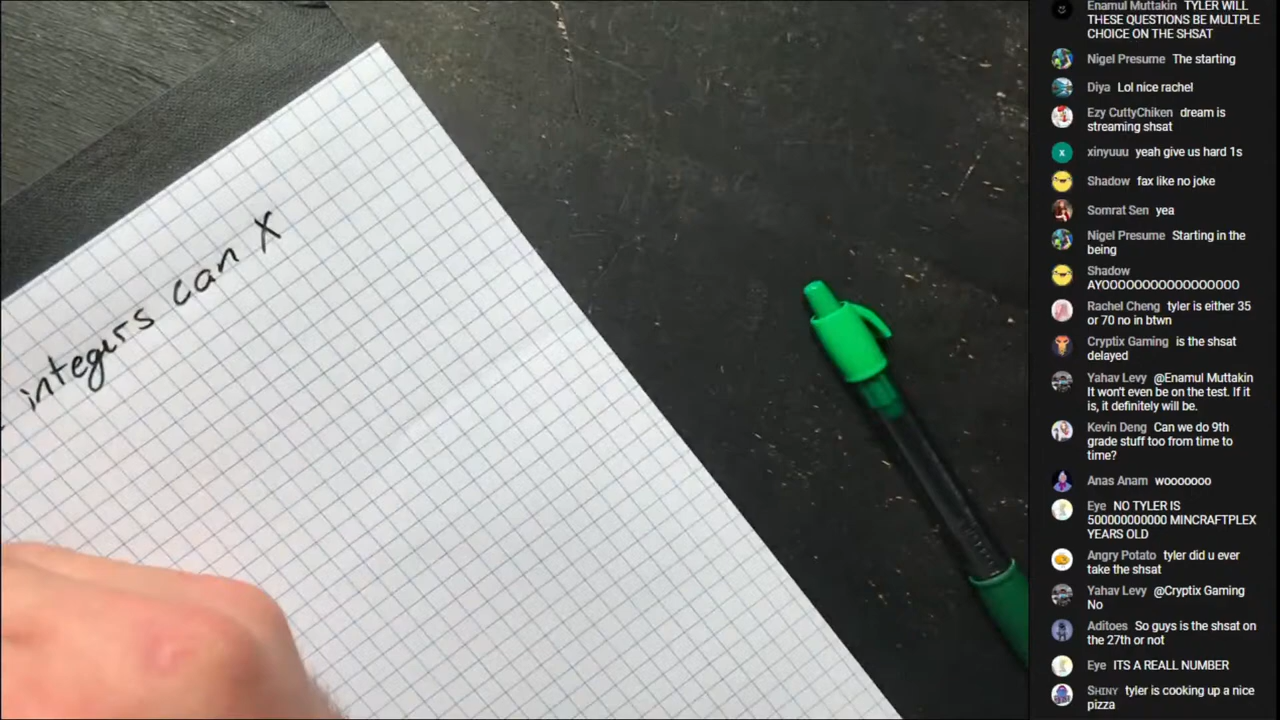 integers can X
Enamul Muttakin TYLER WILL
THESE QUESTIONS BE MULTPLE
CHOICE ON THE SHSAT
Nigel Presume The starting
Diya Lol nice rachel
Ezy CuttyChiken dream is
streaming shsat
x
xinyuuu yeah give us hard 1s
Shadow fax like no joke
Somrat Sen yea
Nigel Presume Starting in the
being
Shadow
AYOOOOOOOOOOOOOOOOO
Rachel Cheng tyler is either 35
or 70 no in btwn
Cryptix Gaming is the shsat
delayed
Yahav Levy @Enamul Muttakin
It won't even be on the test. If it
is, it definitely will be.
Kevin Deng Can we do 9th
grade stuff too from time to
time?
Anas Anam wooooooo
Eye NO TYLER IS
500000000000 MINCRAFTPLEX
YEARS OLD
Angry Potato tyler did u ever
take the shsat
Yahav Levy @Cryptix Gaming
No
Aditoes So guys is the shsat on
the 27th or not
Eye ITS A REALL NUMBER
SHINY tyler is cooking up a nice
pizza